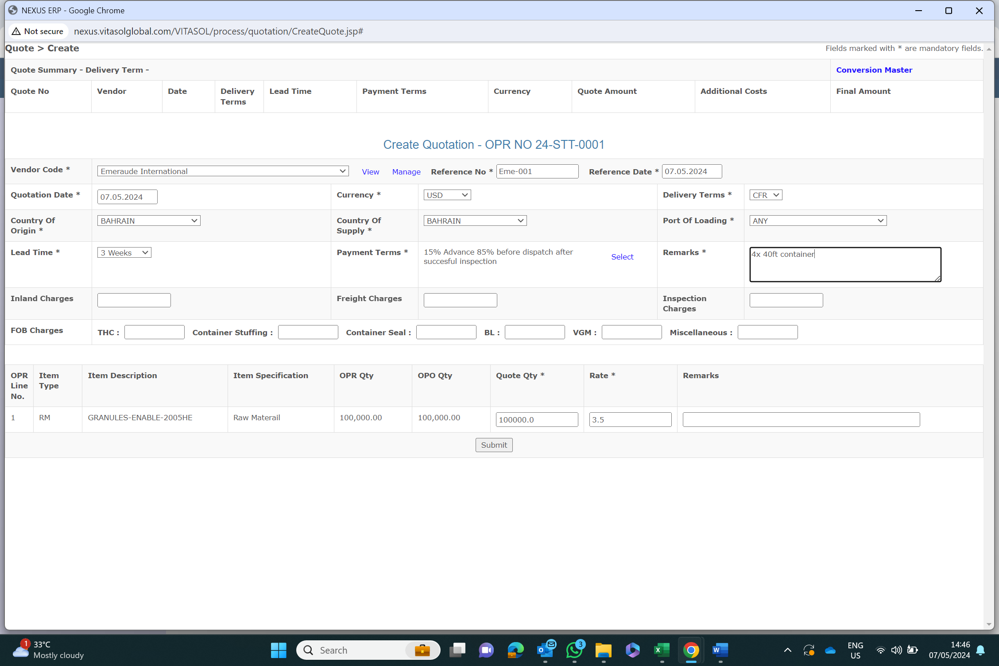 NEXUS ERP - Google Chrome
Not secure nexus.vitasolglobal.com/VITASOL/process/quotation/CreateQuote.jsp#
Quote > Create Fields marked with * are mandatory fields.
Quote Summary - Delivery Term - Conversion Master
Quote No Vendor Date Delivery Terms Lead Time Payment Terms Currency Quote Amount Additional Costs Final Amount
Create Quotation - OPR NO 24-STT-0001
Vendor Code * Emeraude International View Manage Reference No * Eme-001 Reference Date * 07.05.2024
Quotation Date * 07.05.2024 Currency * USD Delivery Terms * CFR
Country Of Origin * BAHRAIN Country Of Supply * BAHRAIN Port Of Loading * ANY
Lead Time * 3 Weeks Payment Terms * 15% Advance 85% before dispatch after succesful inspection Select Remarks * 4x 40ft container
Inland Charges Freight Charges Inspection Charges
FOB Charges THC : Container Stuffing : Container Seal : BL : VGM : Miscellaneous :
OPR Line No. Item Type Item Description Item Specification OPR Qty OPO Qty Quote Qty * Rate * Remarks
1 RM GRANULES-ENABLE-2005HE Raw Materail 100,000.00 100,000.00 100000.0 3.5
Submit
1 33°C
Mostly cloudy
Search
3
ENG
US
14:46
07/05/2024